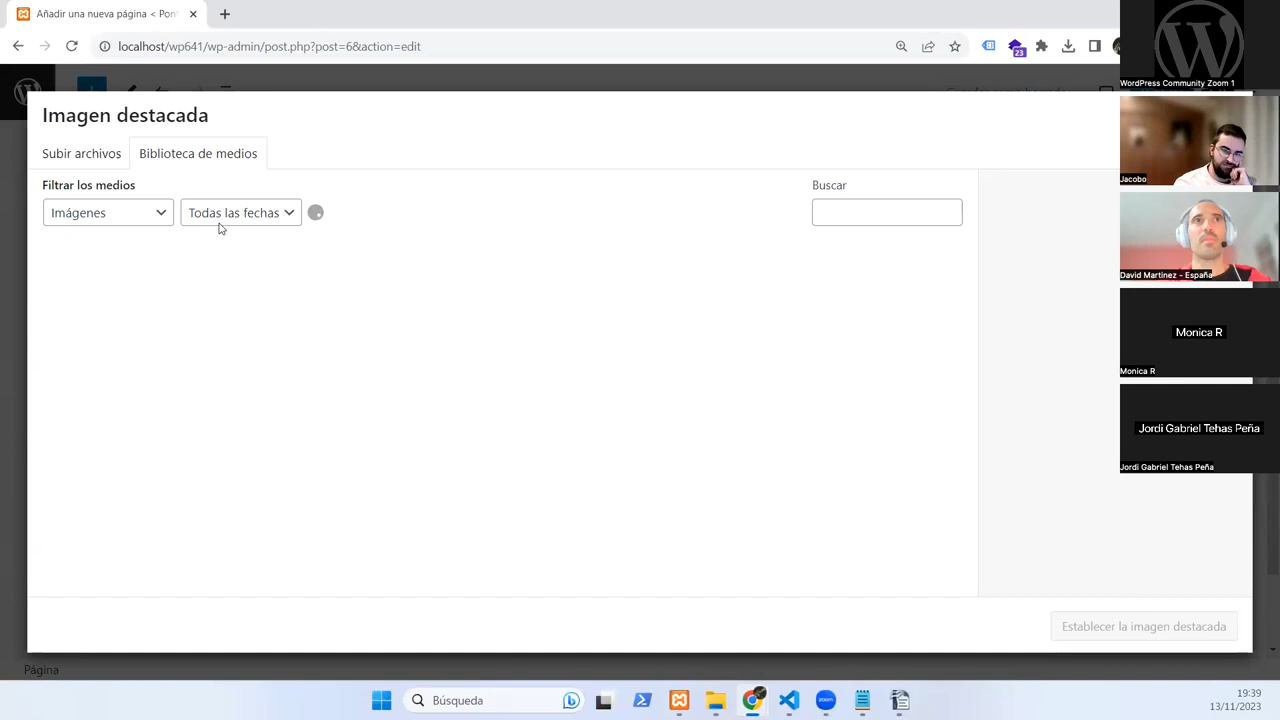 Añadir una nueva página < Pon
localhost/wp641/wp-admin/post.php?post=6&action=edit
23
Imagen destacada
Subir archivos
Biblioteca de medios
Filtrar los medios
Buscar
Imágenes
Todas las fechas
Establecer la imagen destacada
Página
WordPress Community Zoom 1
Jacobo
David Martínez - España
Monica R
Monica R
Jordi Gabriel Tehas Peña
Jordi Gabriel Tehas Peña
Búsqueda
zoom
19:39
13/11/2023